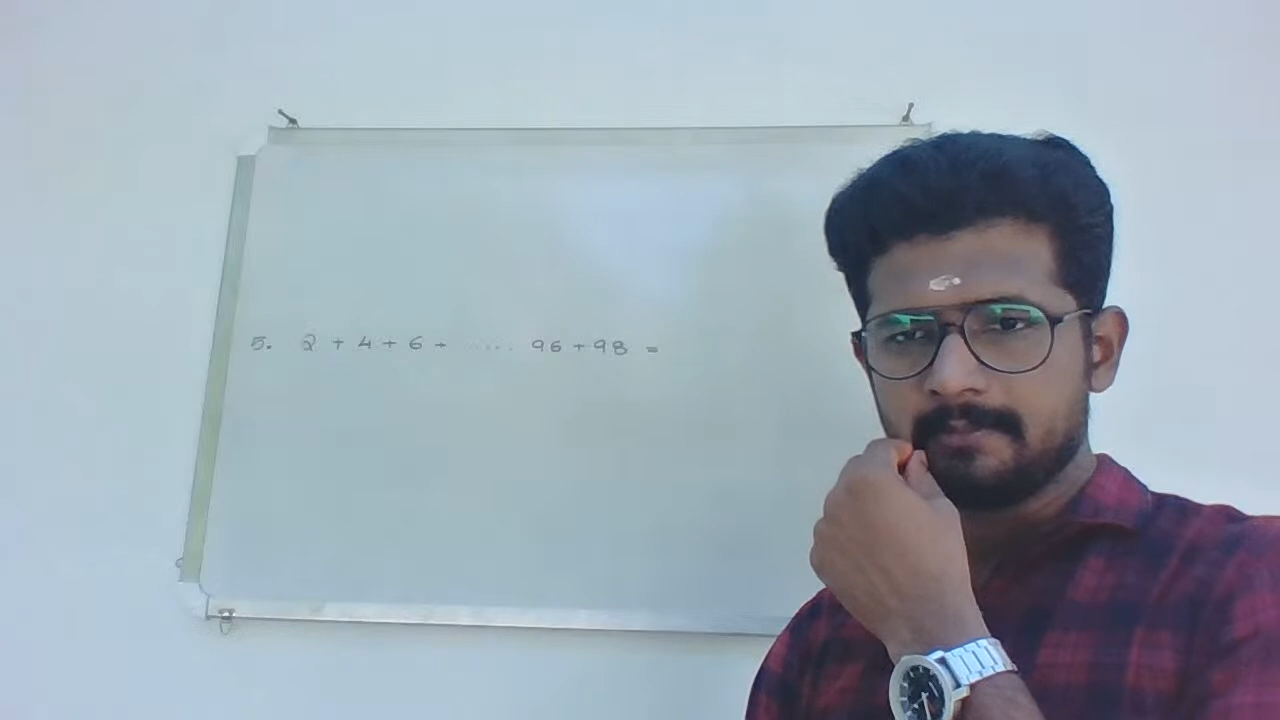 5. 2 + 4 + 6 + ...... 96 + 98 =